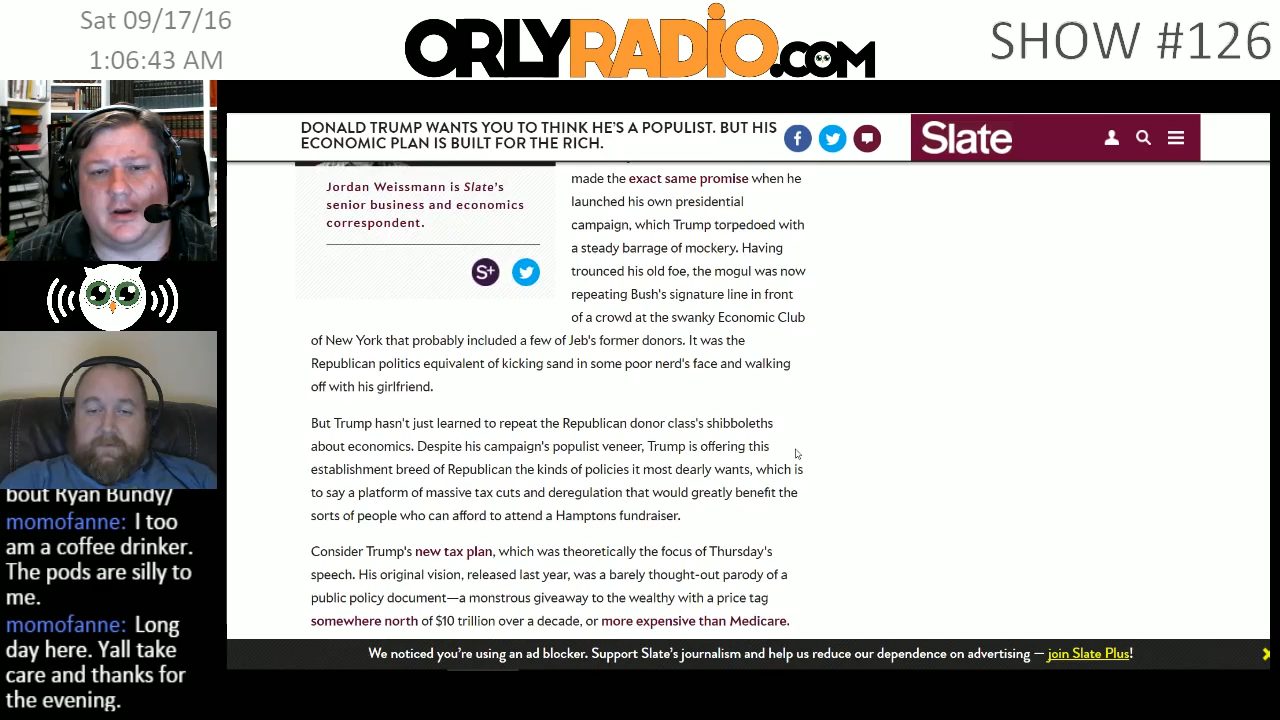 Sat 09/17/16
1:06:43 AM
ORLYRADiO.COM
SHOW #126
DONALD TRUMP WANTS YOU TO THINK HE'S A POPULIST. BUT HIS
ECONOMIC PLAN IS BUILT FOR THE RICH.
Slate
Jordan Weissmann is Slate's
senior business and economics
correspondent.
S+
made the exact same promise when he
launched his own presidential
campaign, which Trump torpedoed with
a steady barrage of mockery. Having
trounced his old foe, the mogul was now
repeating Bush's signature line in front
of a crowd at the swanky Economic Club
of New York that probably included a few of Jeb's former donors. It was the
Republican politics equivalent of kicking sand in some poor nerd's face and walking
off with his girlfriend.
But Trump hasn't just learned to repeat the Republican donor class's shibboleths
about economics. Despite his campaign's populist veneer, Trump is offering this
establishment breed of Republican the kinds of policies it most dearly wants, which is
to say a platform of massive tax cuts and deregulation that would greatly benefit the
sorts of people who can afford to attend a Hamptons fundraiser.
Consider Trump's new tax plan, which was theoretically the focus of Thursday's
speech. His original vision, released last year, was a barely thought-out parody of a
public policy document—a monstrous giveaway to the wealthy with a price tag
somewhere north of $10 trillion over a decade, or more expensive than Medicare.
We noticed you're using an ad blocker. Support Slate's journalism and help us reduce our dependence on advertising — join Slate Plus!
bout Ryan Bundy/
momofanne: I too
am a coffee drinker.
The pods are silly to
me.
momofanne: Long
day here. Yall take
care and thanks for
the evening.